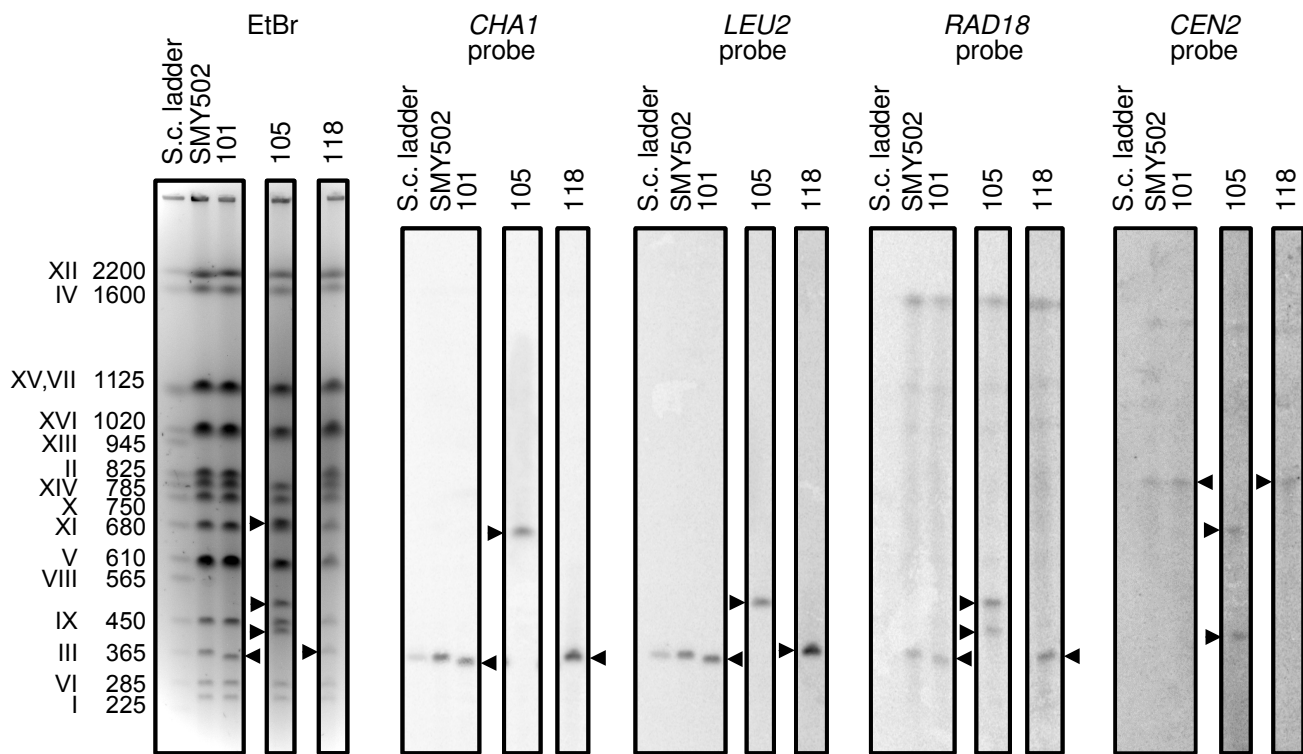 EtBr
CHA1
probe
LEU2
probe
RAD18
probe
CEN2
probe
S.c. ladder
SMY502
101
105
118
S.c. ladder
SMY502
101
105
118
S.c. ladder
SMY502
101
105
118
S.c. ladder
SMY502
101
105
118
S.c. ladder
SMY502
101
105
118
XII 2200
IV 1600
XV,VII 1125
XVI 1020
XIII 945
II 825
XIV 785
X 750
XI 680
V 610
VIII 565
IX 450
III 365
VI 285
I 225